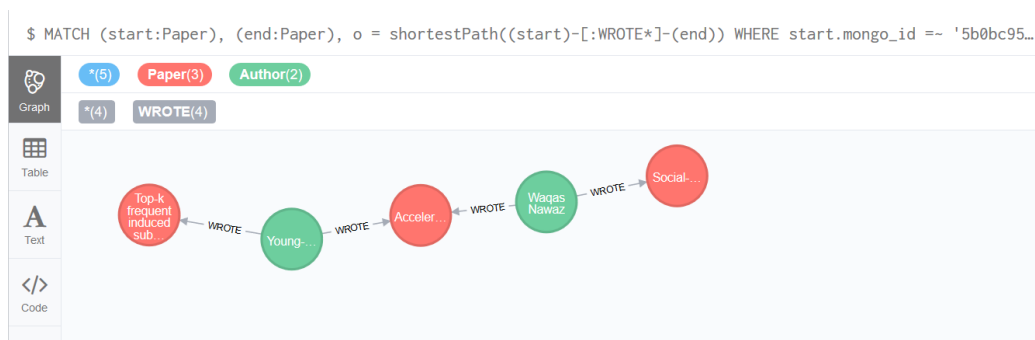 $ MATCH (start:Paper), (end:Paper), o = shortestPath((start)-[:WROTE*]-(end)) WHERE start.mongo_id =~ '5b0bc95…
*(5) Paper(3) Author(2)
Graph
*(4) WROTE(4)
Table
Text
Code
Top-k
frequent
induced
sub…
WROTE
Young-…
WROTE
Acceler…
WROTE
Waqas
Nawaz
WROTE
Social-…